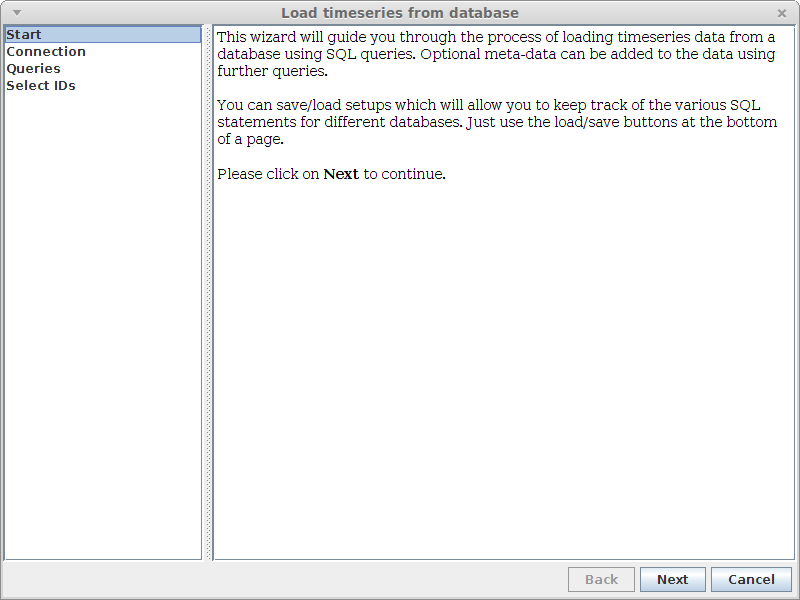 Load timeseries from database
Start
Connection
Queries
Select IDs
This wizard will guide you through the process of loading timeseries data from a
database using SQL queries. Optional meta-data can be added to the data using
further queries.
You can save/load setups which will allow you to keep track of the various SQL
statements for different databases. Just use the load/save buttons at the bottom
of a page.
Please click on Next to continue.
Back
Next
Cancel